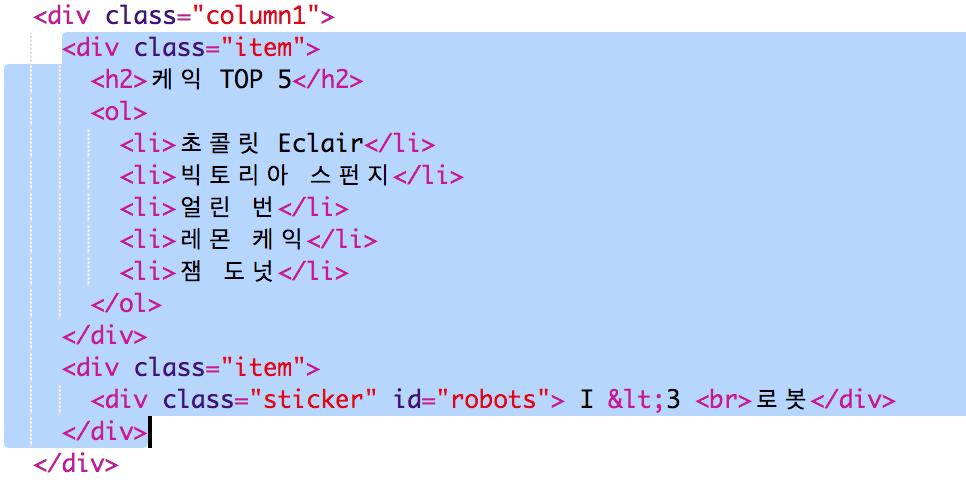 <div class="column1">
<div class="item">
<h2>케익 TOP 5</h2>
<ol>
<li>초콜릿 Eclair</li>
<li>빅토리아 스펀지</li>
<li>얼린 번</li>
<li>레몬 케익</li>
<li>잼 도넛</li>
</ol>
</div>
<div class="item">
<div class="sticker" id="robots"> I &lt;3 <br>로봇</div>
</div>
</div>